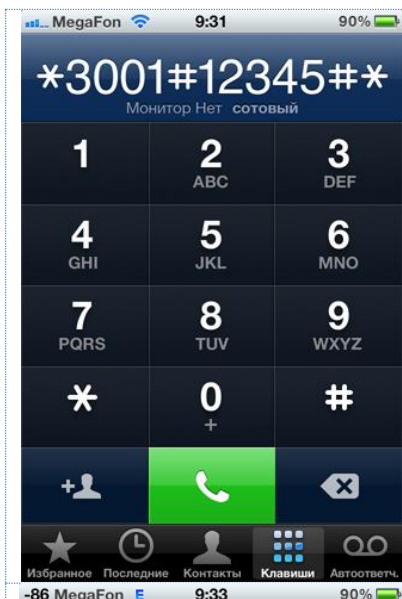 MegaFon 9:31 90%
*3001#12345#*
Монитор Нет сотовый
1 2 3
ABC DEF
4 5 6
GHI JKL MNO
7 8 9
PQRS TUV WXYZ
* 0 #
+
+
Избранное Последние Контакты Клавиши Автоответч.
-86 MegaFon E 9:33 90%